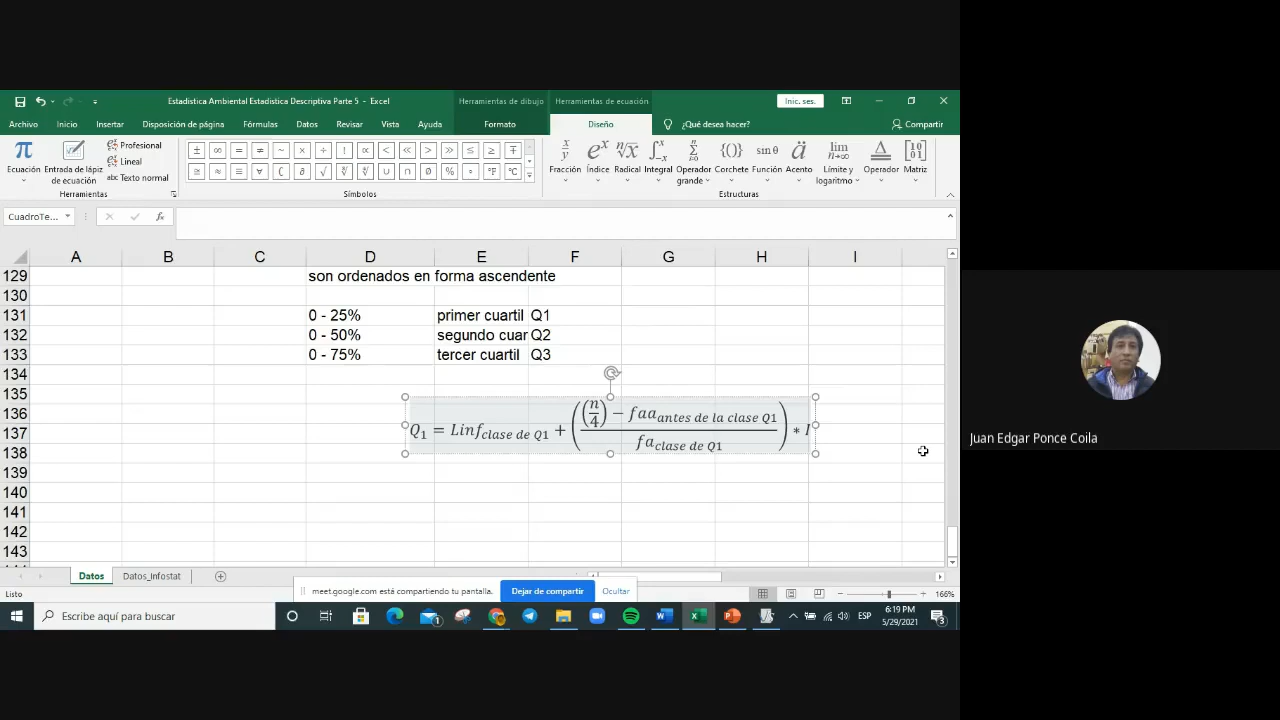 Estadistica Ambiental Estadistica Descriptiva Parte 5 - Excel
Herramientas de dibujo
Herramientas de ecuación
Inic. ses.
Archivo Inicio Insertar Disposición de página Fórmulas Datos Revisar Vista Ayuda Formato Diseño ¿Qué desea hacer? Compartir
Ecuación
Entrada de lápiz de ecuación
Profesional
Lineal
abc Texto normal
Herramientas
Símbolos
Fracción Índice Radical Integral Operador grande Corchete Función Acento Límite y logaritmo Operador Matriz
Estructuras
CuadroTe...
A B C D E F G H I
129 son ordenados en forma ascendente
130
131 0 - 25% primer cuartil Q1
132 0 - 50% segundo cuar Q2
133 0 - 75% tercer cuartil Q3
134
135
136
137
138
Q₁ = Linf clase de Q1 + (((n/4) − faa antes de la clase Q1) / fa clase de Q1) * I
139
140
141
142
143
Datos Datos_Infostat
Listo
meet.google.com está compartiendo tu pantalla.
Dejar de compartir
Ocultar
166%
Escribe aquí para buscar
ESP
6:19 PM
5/29/2021
3
Juan Edgar Ponce Coila